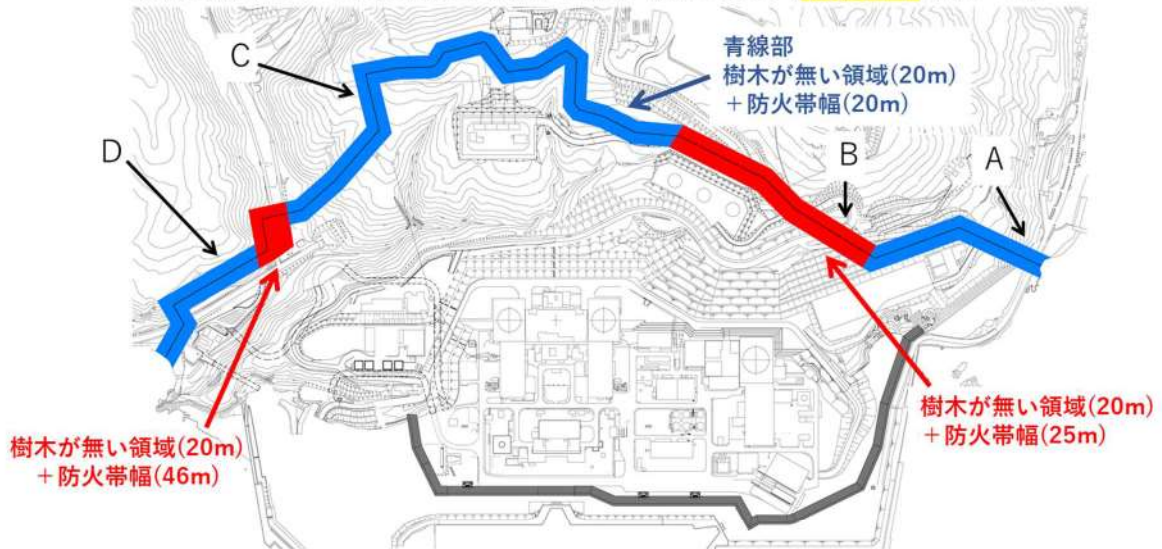 C
青線部
樹木が無い領域(20m)
＋防火帯幅(20m)
D
B
A
樹木が無い領域(20m)
＋防火帯幅(25m)
樹木が無い領域(20m)
＋防火帯幅(46m)